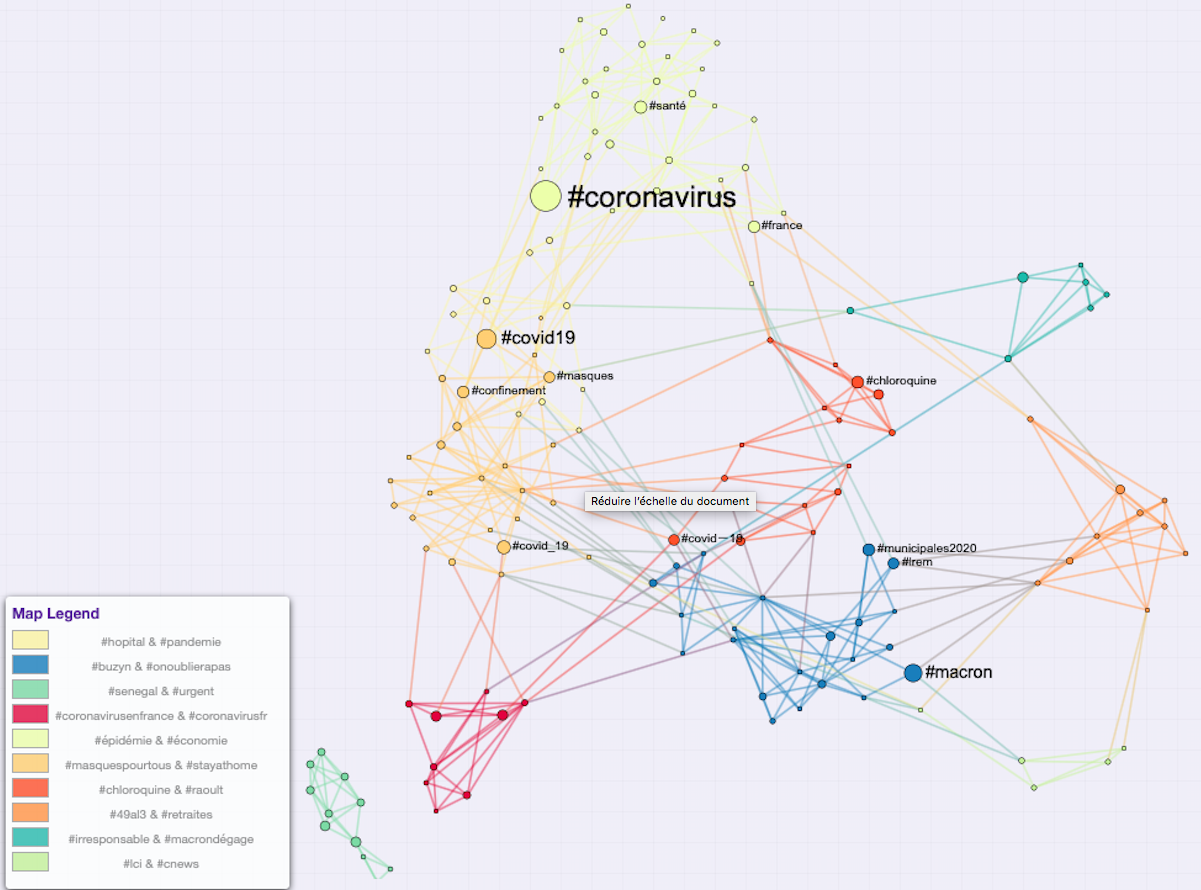 #santé
#coronavirus
#france
#covid19
#masques
#confinement
#chloroquine
Réduire l'échelle du document
#covid_19
#covid—19
#municipales2020
#lrem
#macron
Map Legend
#hopital & #pandemie
#buzyn & #onoublierapas
#senegal & #urgent
#coronavirusenfrance & #coronavirusfr
#épidémie & #économie
#masquespourtous & #stayathome
#chloroquine & #raoult
#49al3 & #retraites
#irresponsable & #macrondégage
#lci & #cnews